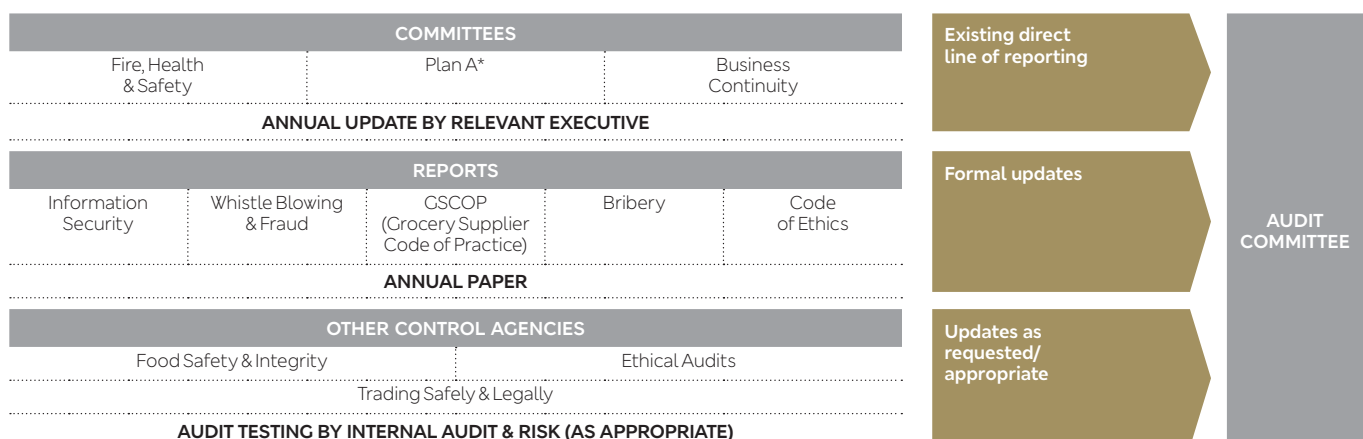 COMMITTEES
Fire, Health
& Safety
Plan A*
Business
Continuity
ANNUAL UPDATE BY RELEVANT EXECUTIVE
Existing direct
line of reporting
REPORTS
Information
Security
Whistle Blowing
& Fraud
GSCOP
(Grocery Supplier
Code of Practice)
Bribery
Code
of Ethics
ANNUAL PAPER
Formal updates
OTHER CONTROL AGENCIES
Food Safety & Integrity
Ethical Audits
Trading Safely & Legally
AUDIT TESTING BY INTERNAL AUDIT & RISK (AS APPROPRIATE)
Updates as
requested/
appropriate
AUDIT
COMMITTEE